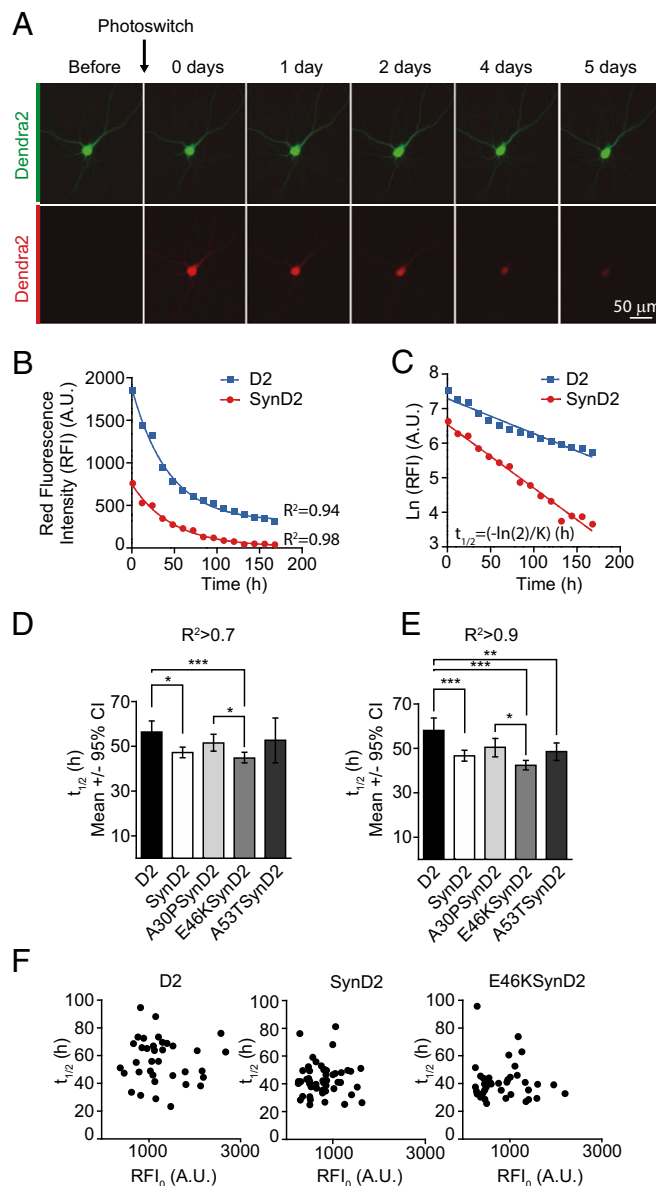 A
Photoswitch
Before 0 days 1 day 2 days 4 days 5 days
Dendra2
Dendra2
50 µm
B
D2
SynD2
Red Fluorescence
Intensity (RFI) (A.U.)
2000
1500
1000
500
0
R²=0.94
R²=0.98
0 50 100 150 200
Time (h)
C
D2
SynD2
Ln (RFI) (A.U.)
8
7
6
5
4
3
t1/2=(-ln(2)/K) (h)
0 50 100 150 200
Time (h)
D
R²>0.7
***
*
*
t1/2 (h)
Mean +/- 95% CI
70
50
30
10
D2
SynD2
A30PSynD2
E46KSynD2
A53TSynD2
E
R²>0.9
**
***
***
*
t1/2 (h)
Mean +/- 95% CI
70
50
30
10
D2
SynD2
A30PSynD2
E46KSynD2
A53TSynD2
F
D2 SynD2 E46KSynD2
t1/2 (h)
100
80
60
40
20
0
1000 3000
RFI0 (A.U.)
t1/2 (h)
100
80
60
40
20
0
1000 3000
RFI0 (A.U.)
t1/2 (h)
100
80
60
40
20
0
1000 3000
RFI0 (A.U.)